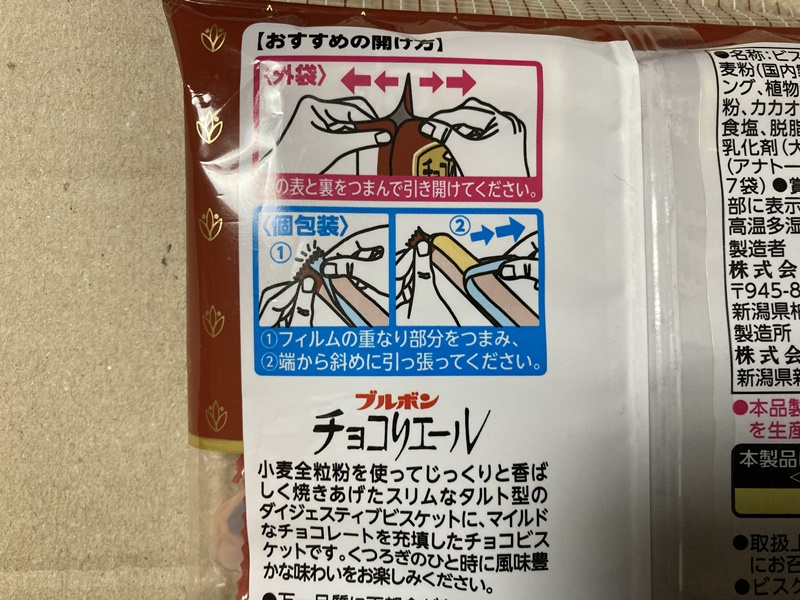 【おすすめの開け方】
〈外袋〉
チョコ
の表と裏をつまんで引き開けてください。
〈個包装〉
①
②
①フィルムの重なり部分をつまみ、
②端から斜めに引っ張ってください。
ブルボン
チョコリエール
小麦全粒粉を使ってじっくりと香ば
しく焼きあげたスリムなタルト型の
ダイジェスティブビスケットに、マイルド
なチョコレートを充填したチョコビス
ケットです。くつろぎのひと時に風味豊
かな味わいをお楽しみください。
●名称:ビス
麦粉(国内製
ング、植物
粉、カカオ
食塩、脱脂
乳化剤(大
(アナトー
7袋) ●賞
部に表示
高温多湿
製造者
株式会
〒945-8
新潟県柏
製造所
株式会
新潟県新
●本品製
を生産
本製品
●取扱上
にお召
●ビスケ